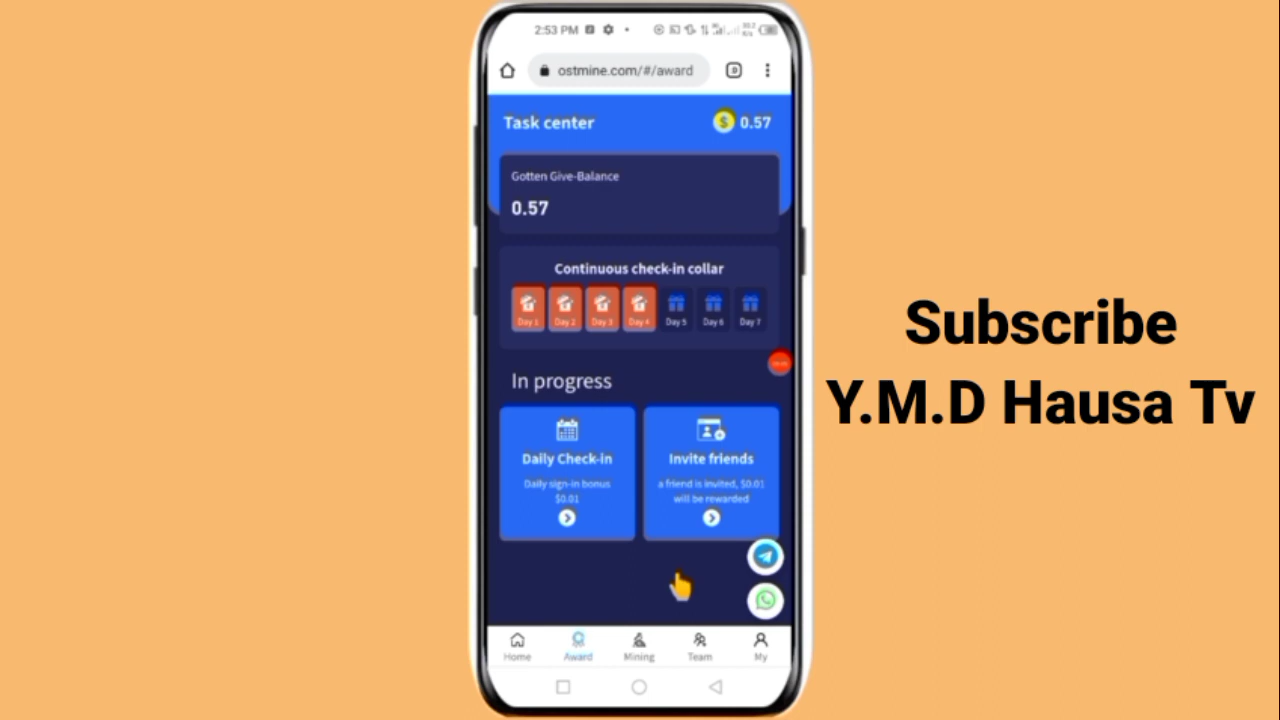 2:53 PM
ostmine.com/#/award
Task center
$ 0.57
Gotten Give-Balance
0.57
Continuous check-in collar
Day 1 Day 2 Day 3 Day 4 Day 5 Day 6 Day 7
In progress
Daily Check-in
Daily sign-in bonus
$0.01
Invite friends
a friend is invited, $0.01
will be rewarded
Home Award Mining Team My
Subscribe
Y.M.D Hausa Tv